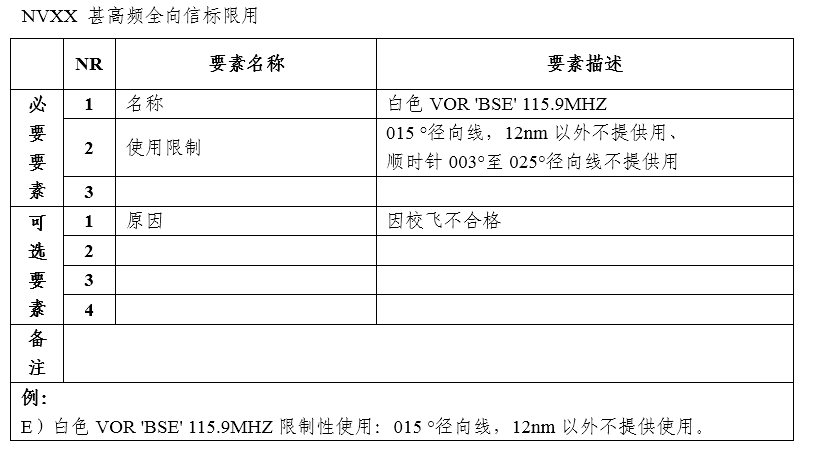 NVXX 甚高频全向信标限用
NR 要素名称 要素描述
必要要素
1 名称 白色 VOR 'BSE' 115.9MHZ
2 使用限制 015 °径向线，12nm 以外不提供用、
顺时针 003°至 025°径向线不提供用
3
可选要素
1 原因 因校飞不合格
2
3
4
备注
例：
E）白色 VOR 'BSE' 115.9MHZ 限制性使用：015 °径向线，12nm 以外不提供使用。